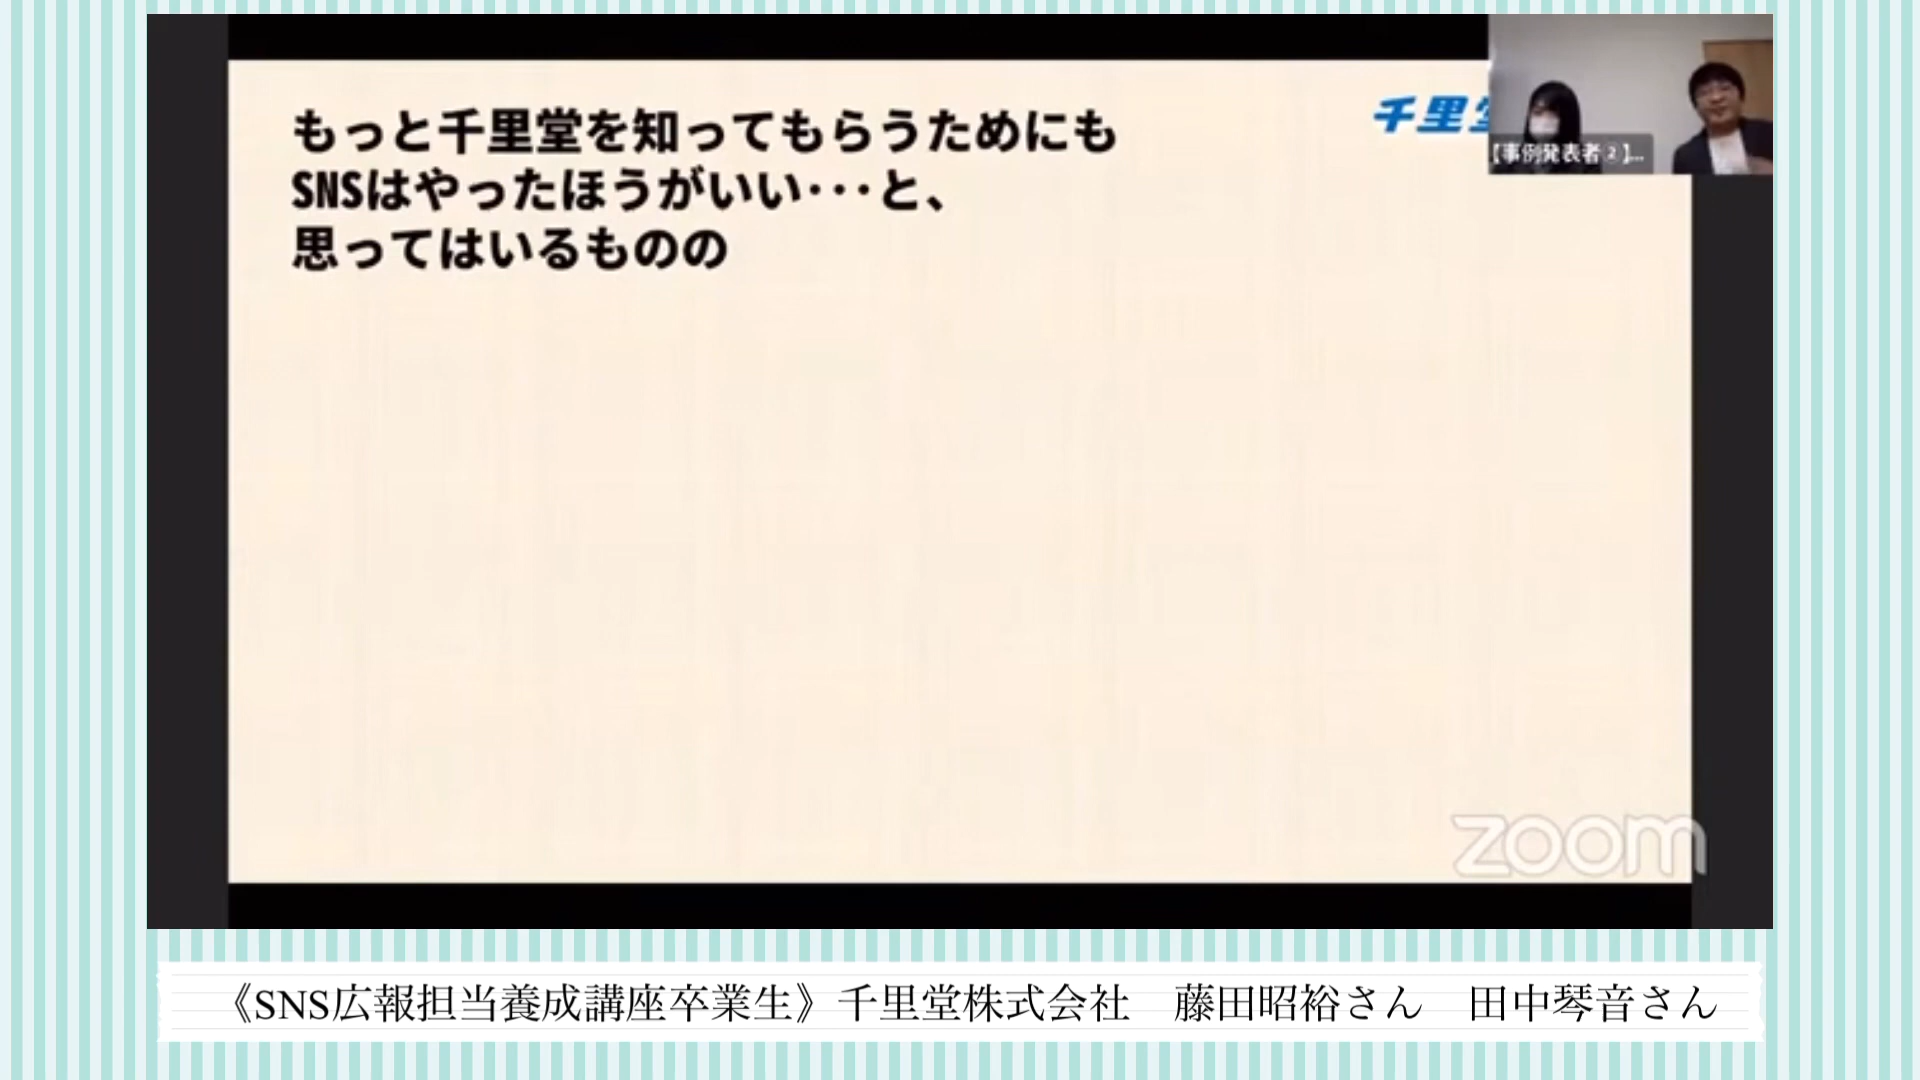 もっと千里堂を知ってもらうためにも
SNSはやったほうがいい･･･と、
思ってはいるものの
千里
【事例発表者②】...
zoom
《SNS広報担当養成講座卒業生》千里堂株式会社　藤田昭裕さん　田中琴音さん